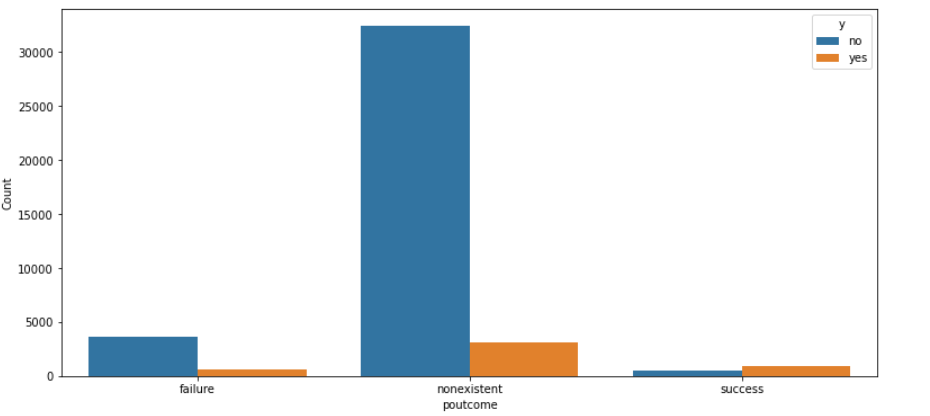 y
no
yes
30000
25000
20000
15000
10000
5000
0
Count
failure
nonexistent
success
poutcome